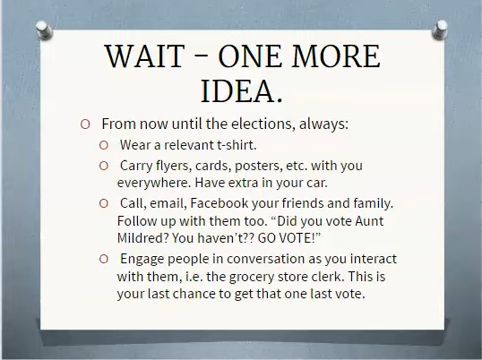 WAIT – ONE MORE
IDEA.
O From now until the elections, always:
O Wear a relevant t-shirt.
O Carry flyers, cards, posters, etc. with you
everywhere. Have extra in your car.
O Call, email, Facebook your friends and family.
Follow up with them too. “Did you vote Aunt
Mildred? You haven’t?? GO VOTE!”
O Engage people in conversation as you interact
with them, i.e. the grocery store clerk. This is
your last chance to get that one last vote.